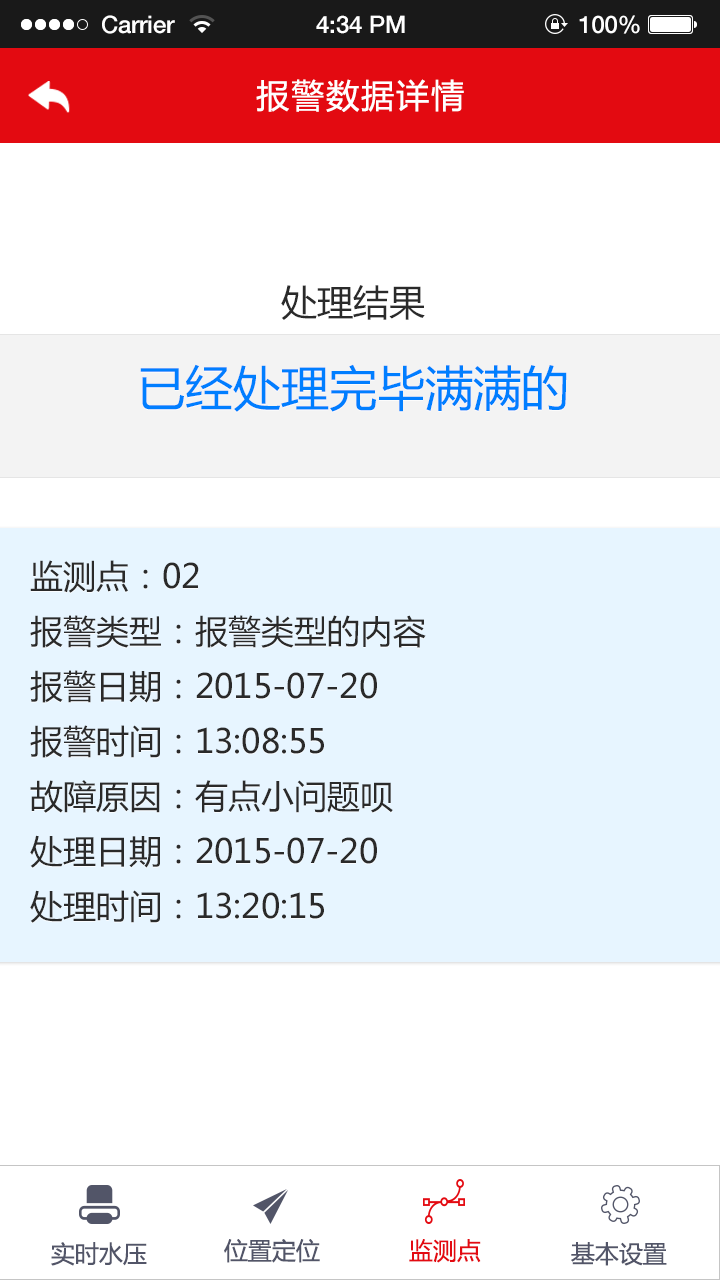 Carrier 4:34 PM 100%
报警数据详情
处理结果
已经处理完毕满满的
监测点：02
报警类型：报警类型的内容
报警日期：2015-07-20
报警时间：13:08:55
故障原因：有点小问题呗
处理日期：2015-07-20
处理时间：13:20:15
实时水压 位置定位 监测点 基本设置